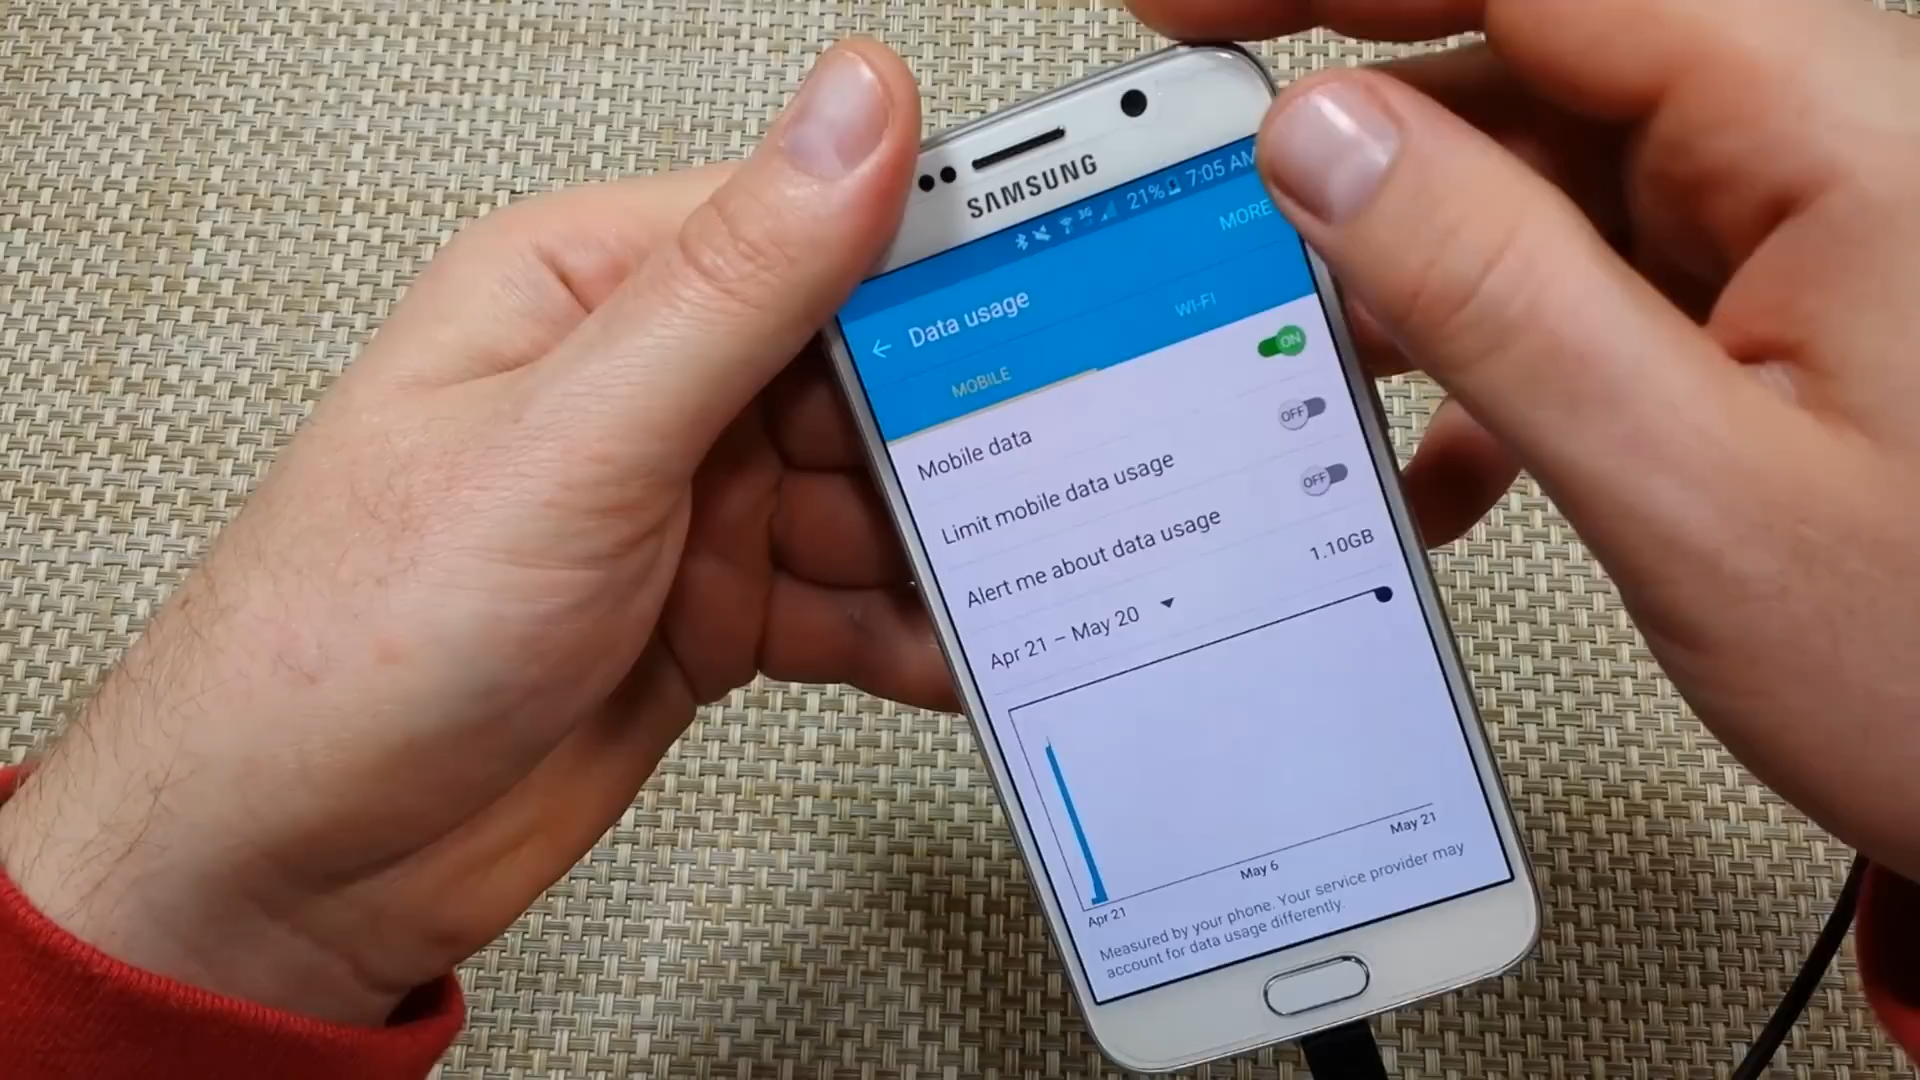 SAMSUNG
3G 21% 7:05 AM
MORE
Data usage
MOBILE WI-FI
ON
Mobile data
OFF
Limit mobile data usage
OFF
Alert me about data usage
Apr 21 – May 20 1.10GB
Apr 21 May 6 May 21
Measured by your phone. Your service provider may
account for data usage differently.